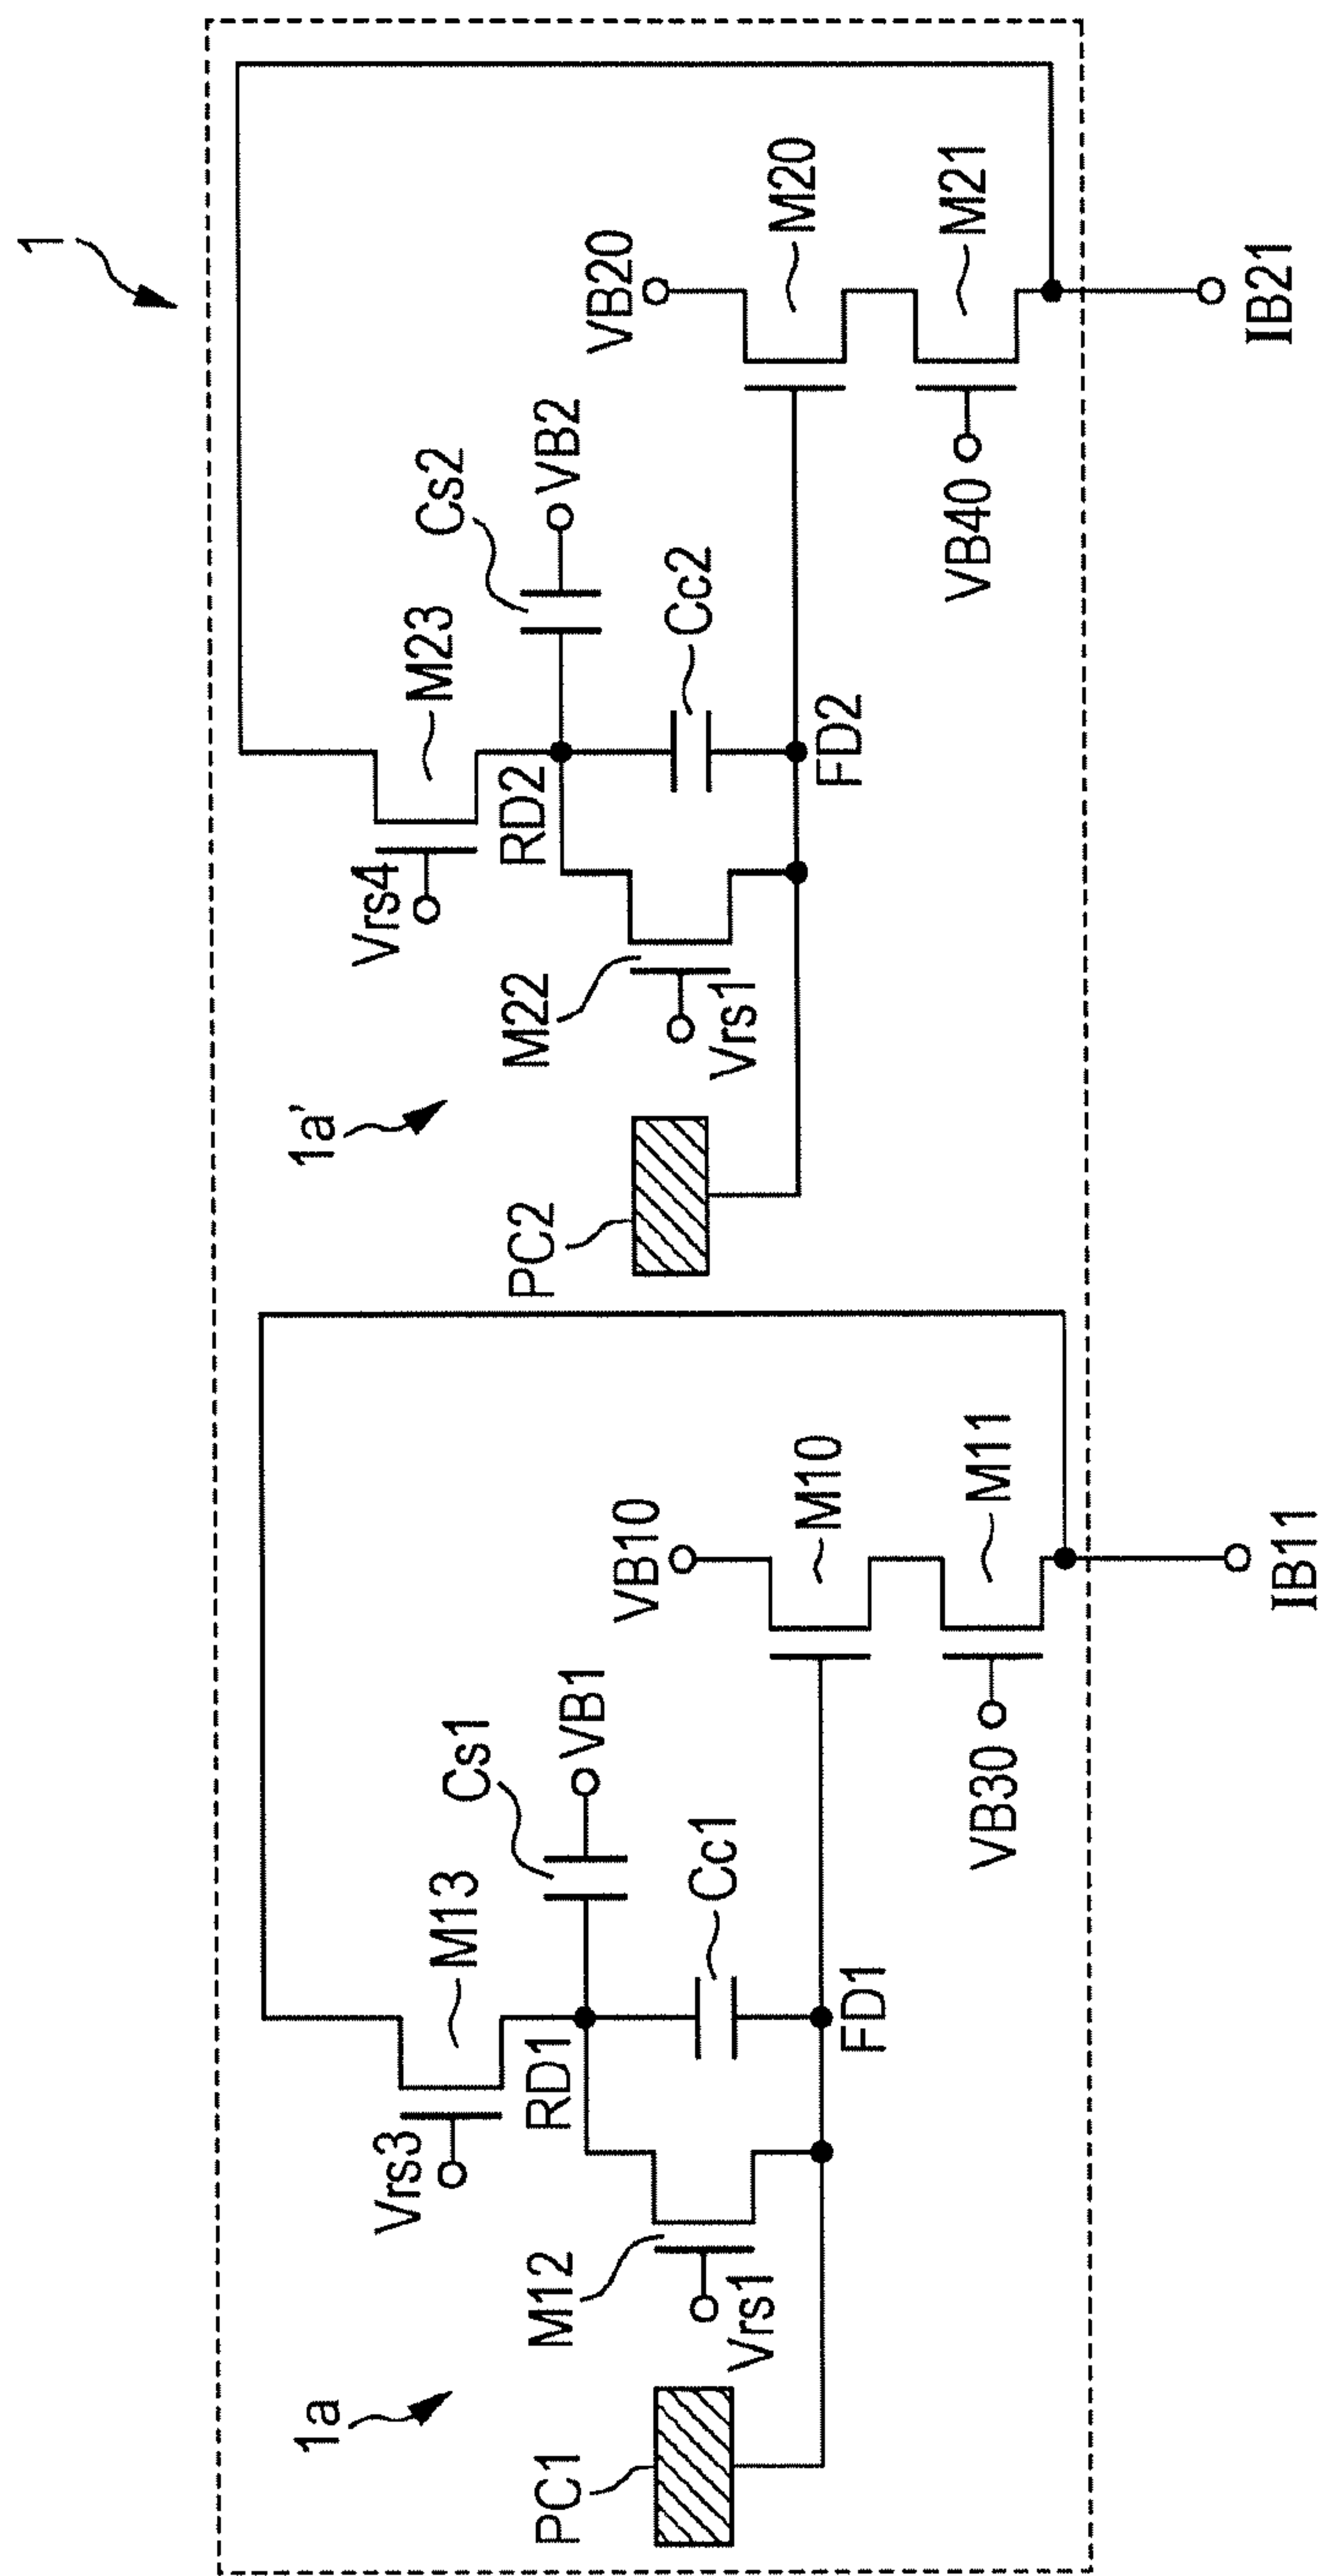 1
1a
PC1
M12
Vrs1
Vrs3
M13
RD1
Cs1
VB1
Cc1
FD1
VB10
M10
M11
VB30
IB11
1a'
PC2
M22
Vrs1
Vrs4
M23
RD2
Cs2
VB2
Cc2
FD2
VB20
M20
M21
VB40
IB21